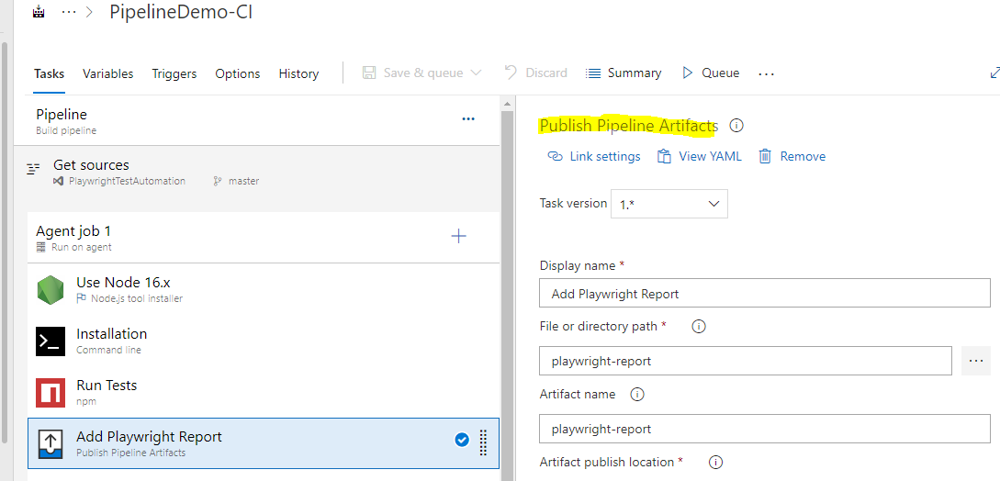 ··· > PipelineDemo-CI
Tasks Variables Triggers Options History Save & queue Discard Summary Queue ...
Pipeline
Build pipeline
Get sources
PlaywrightTestAutomation master
Agent job 1
Run on agent
Use Node 16.x
Node.js tool installer
Installation
Command line
Run Tests
npm
Add Playwright Report
Publish Pipeline Artifacts
Publish Pipeline Artifacts
Link settings View YAML Remove
Task version 1.*
Display name *
Add Playwright Report
File or directory path *
playwright-report
Artifact name
playwright-report
Artifact publish location *